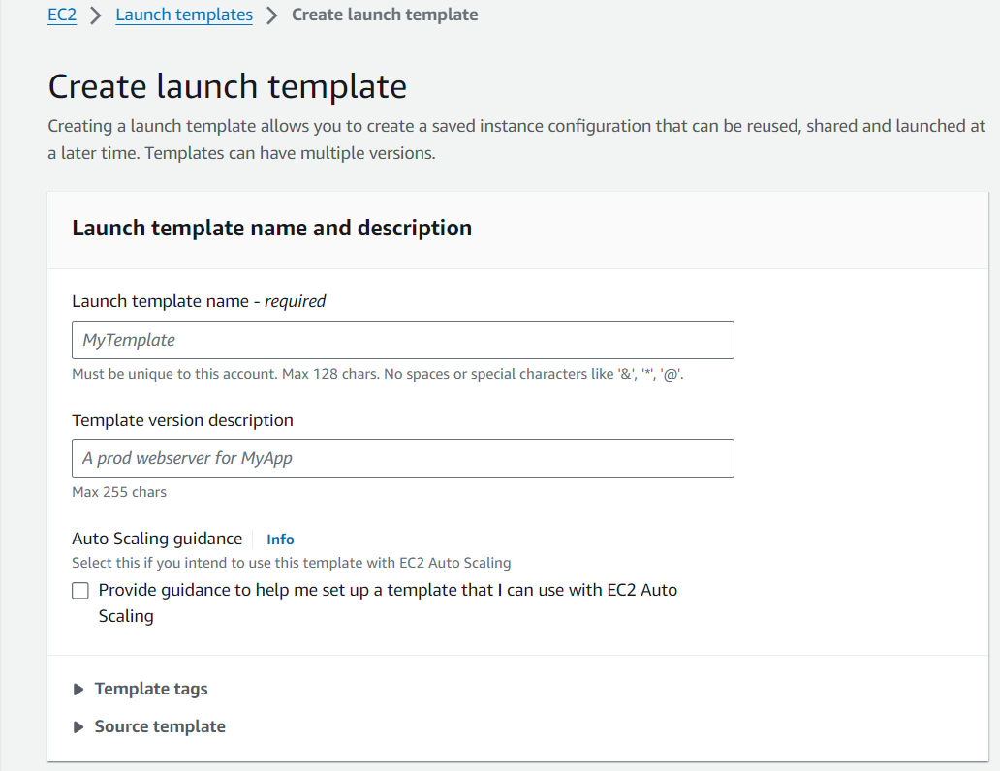 EC2 > Launch templates > Create launch template
Create launch template
Creating a launch template allows you to create a saved instance configuration that can be reused, shared and launched at
a later time. Templates can have multiple versions.
Launch template name and description
Launch template name - required
MyTemplate
Must be unique to this account. Max 128 chars. No spaces or special characters like '&', '*', '@'.
Template version description
A prod webserver for MyApp
Max 255 chars
Auto Scaling guidance Info
Select this if you intend to use this template with EC2 Auto Scaling
Provide guidance to help me set up a template that I can use with EC2 Auto
Scaling
Template tags
Source template